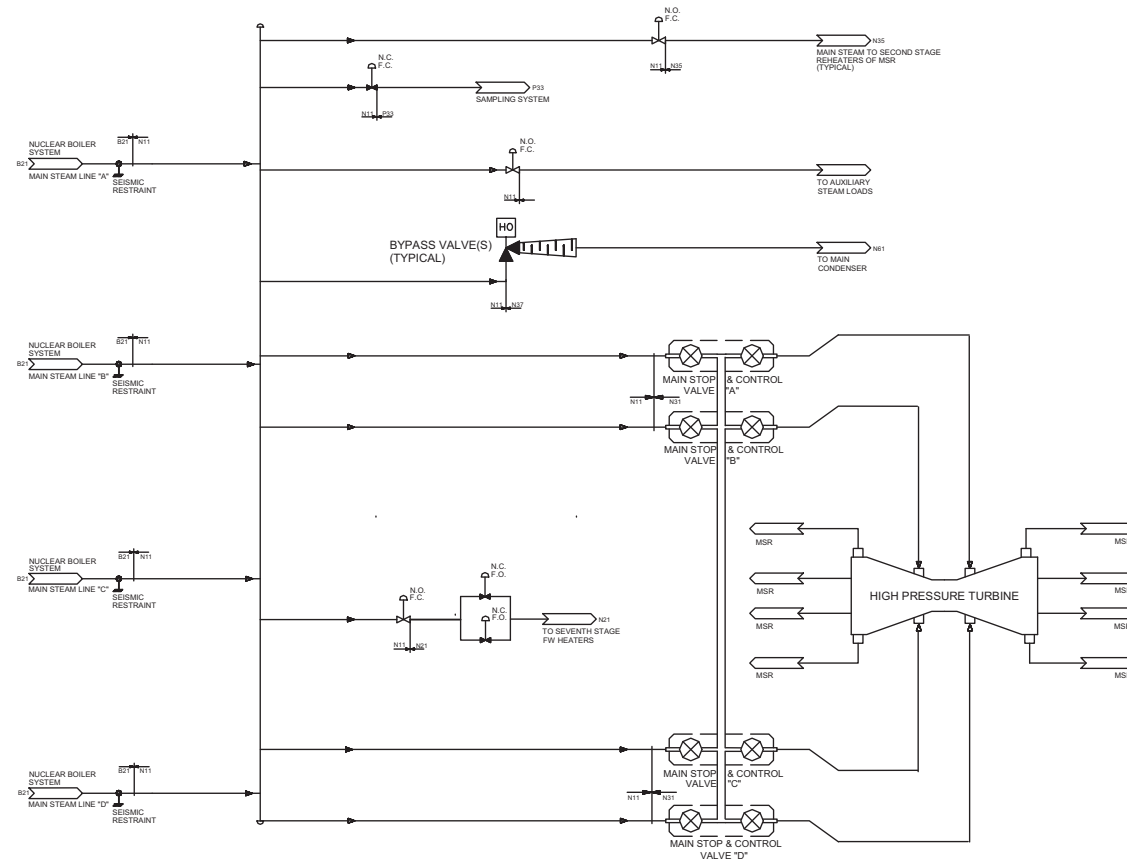 N.O.
F.C.
N35
MAIN STEAM TO SECOND STAGE
REHEATERS OF MSR
(TYPICAL)
N11 N35
N.C.
F.C.
P33
SAMPLING SYSTEM
N11 P33
B21 N11
NUCLEAR BOILER
SYSTEM
B21
MAIN STEAM LINE "A"
SEISMIC
RESTRAINT
N.O.
F.C.
N11
TO AUXILIARY
STEAM LOADS
HO
BYPASS VALVE(S)
(TYPICAL)
N61
TO MAIN
CONDENSER
N11 N37
B21 N11
NUCLEAR BOILER
SYSTEM
B21
MAIN STEAM LINE "B"
SEISMIC
RESTRAINT
MAIN STOP & CONTROL
VALVE "A"
N11 N31
MAIN STOP & CONTROL
VALVE "B"
B21 N11
NUCLEAR BOILER
SYSTEM
B21
MAIN STEAM LINE "C"
SEISMIC
RESTRAINT
N.O.
F.C.
N.C.
F.O.
N.C.
F.O.
N21
TO SEVENTH STAGE
FW HEATERS
N11 N21
MSR
MSR
MSR
MSR
HIGH PRESSURE TURBINE
MSR
MSR
MSR
MSR
MAIN STOP & CONTROL
VALVE "C"
N11 N31
MAIN STOP & CONTROL
VALVE "D"
B21 N11
NUCLEAR BOILER
SYSTEM
B21
MAIN STEAM LINE "D"
SEISMIC
RESTRAINT